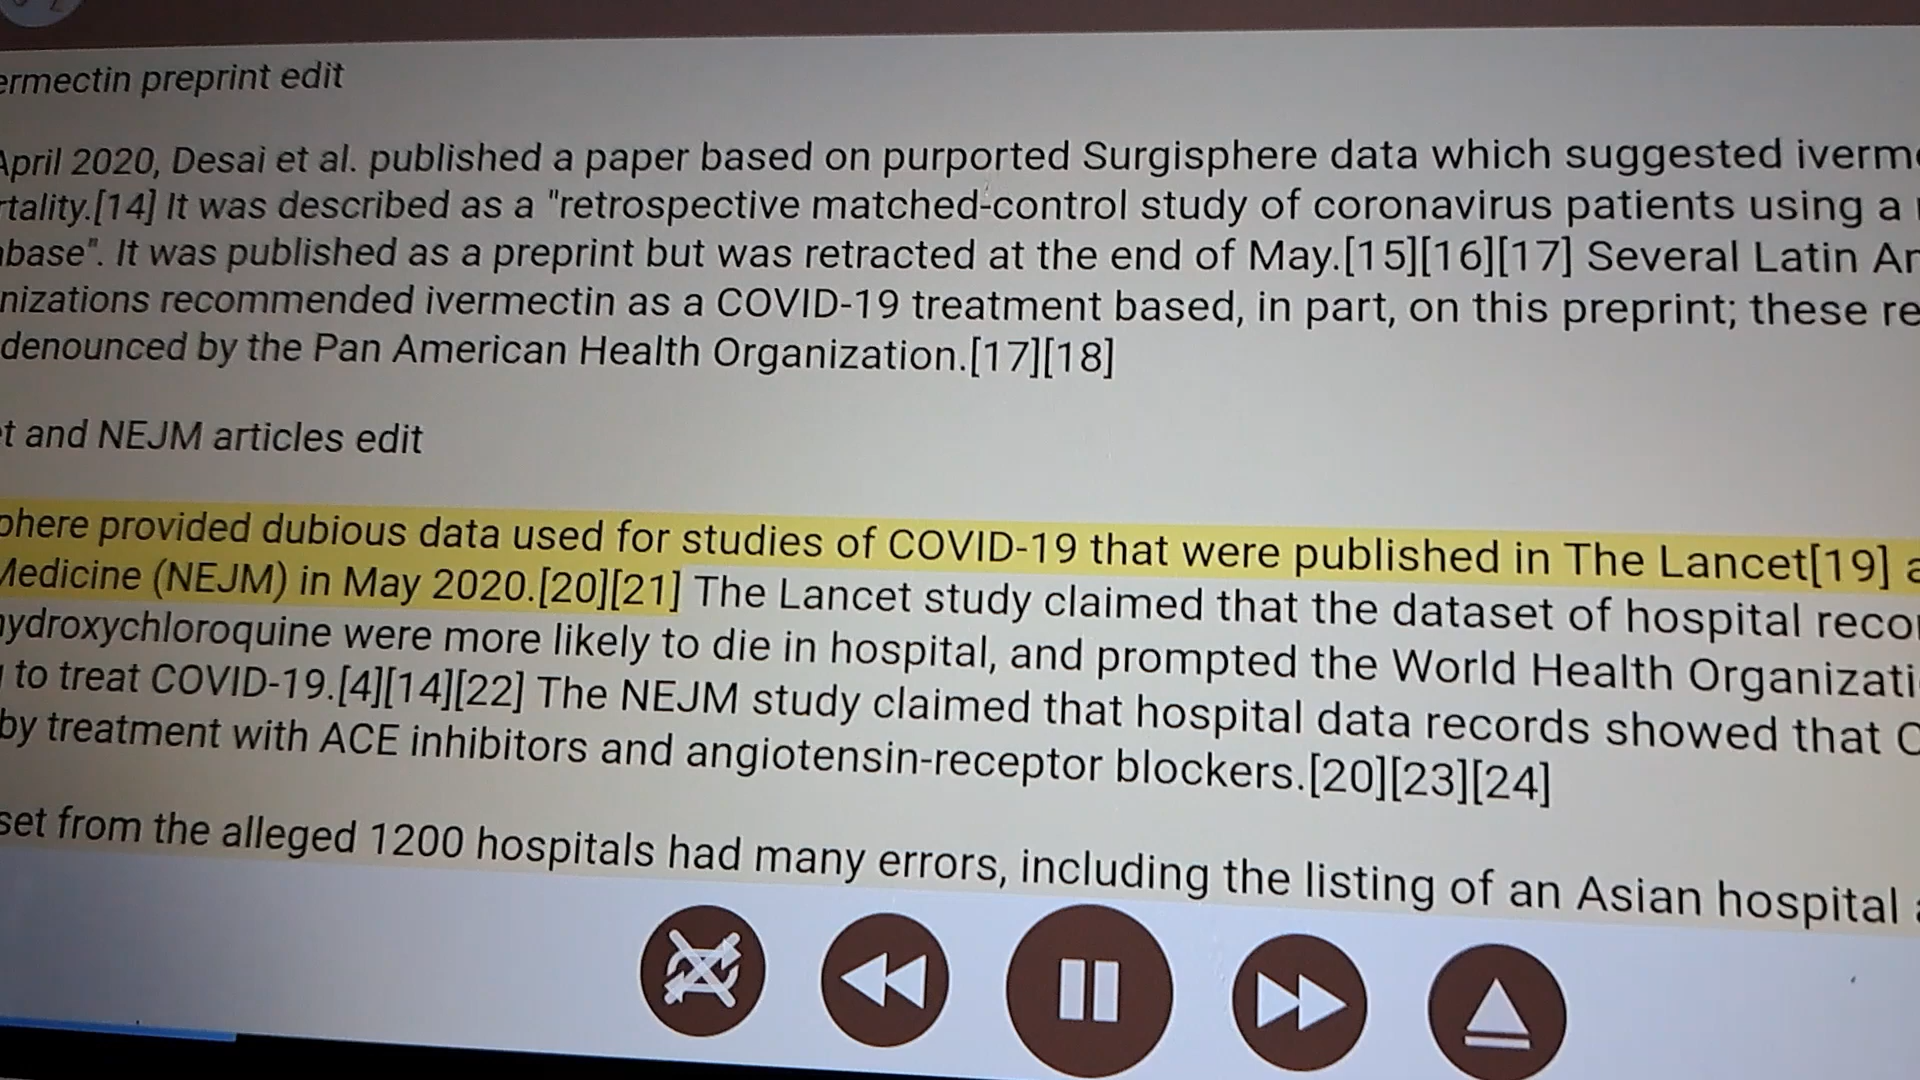 ermectin preprint edit
April 2020, Desai et al. published a paper based on purported Surgisphere data which suggested iverm
rtality.[14] It was described as a "retrospective matched-control study of coronavirus patients using a
abase". It was published as a preprint but was retracted at the end of May.[15][16][17] Several Latin Am
nizations recommended ivermectin as a COVID-19 treatment based, in part, on this preprint; these re
denounced by the Pan American Health Organization.[17][18]
et and NEJM articles edit
phere provided dubious data used for studies of COVID-19 that were published in The Lancet[19] a
Medicine (NEJM) in May 2020.[20][21] The Lancet study claimed that the dataset of hospital reco
hydroxychloroquine were more likely to die in hospital, and prompted the World Health Organizati
to treat COVID-19.[4][14][22] The NEJM study claimed that hospital data records showed that C
by treatment with ACE inhibitors and angiotensin-receptor blockers.[20][23][24]
set from the alleged 1200 hospitals had many errors, including the listing of an Asian hospital